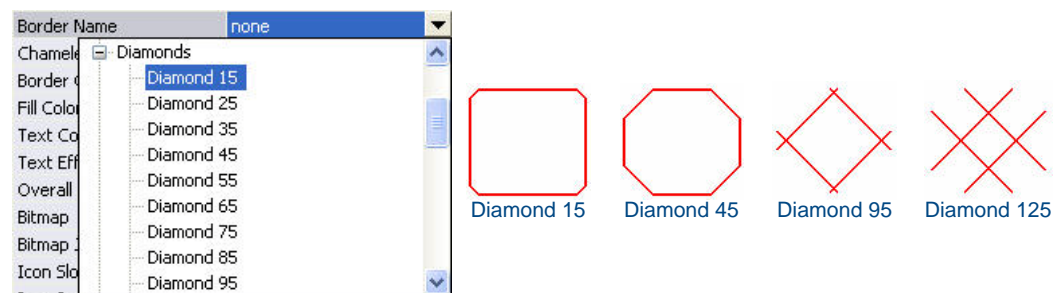 Border Name none
Diamonds
Chamele
Diamond 15
Border
Diamond 25
Fill Color
Diamond 35
Text Co
Diamond 45
Text Eff
Diamond 55
Overall
Diamond 65
Bitmap
Diamond 75
Bitmap
Diamond 85
Icon Slo
Diamond 95
Diamond 15 Diamond 45 Diamond 95 Diamond 125